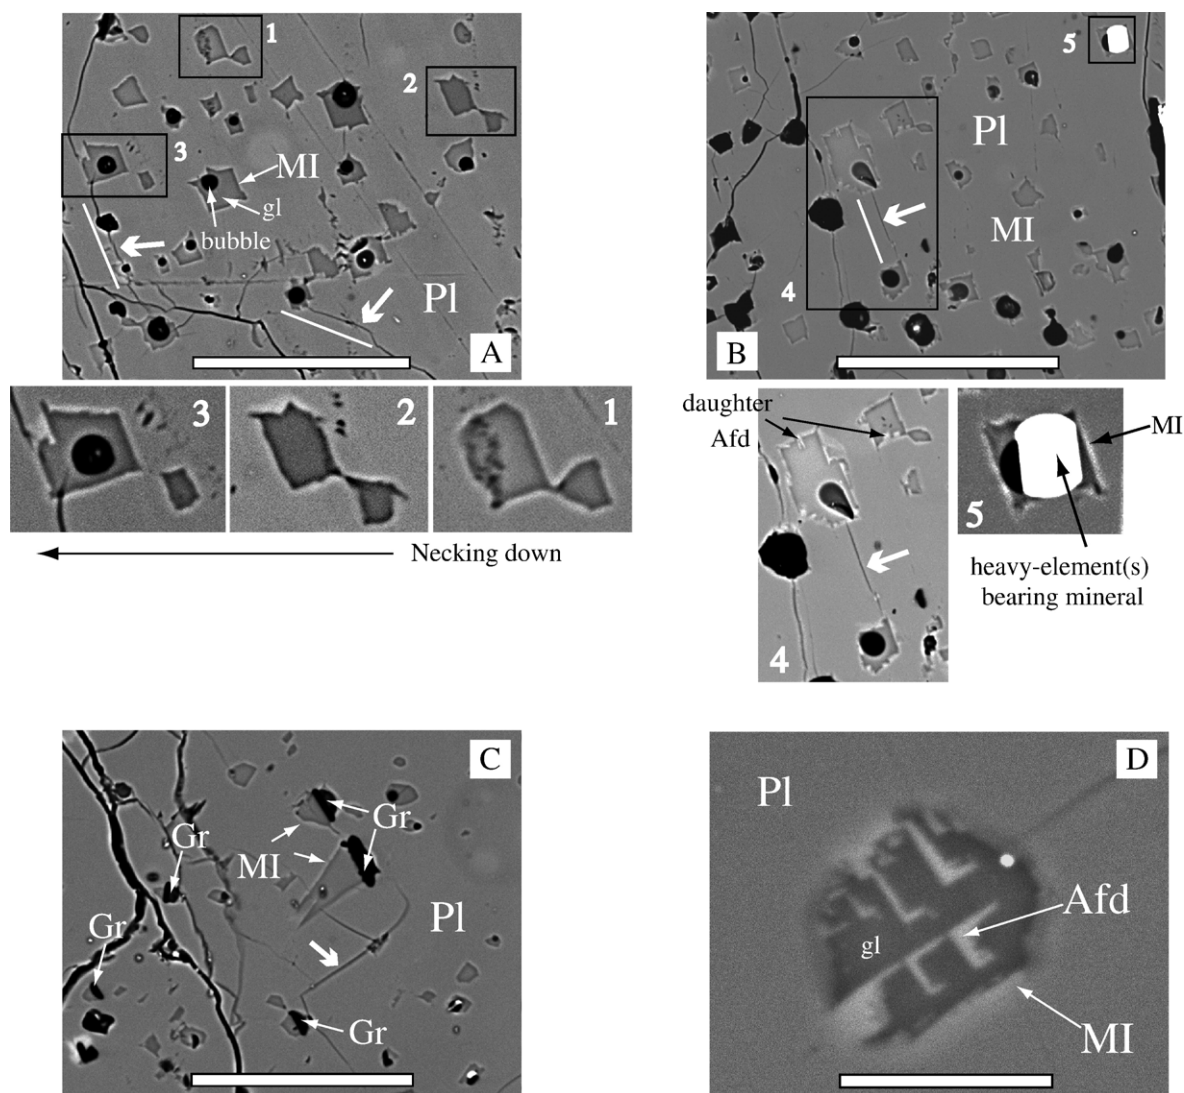 1
2
3
MI
gl
bubble
Pl
A
5
Pl
MI
4
B
3
2
1
Necking down
daughter
Afd
4
MI
5
heavy-element(s)
bearing mineral
C
Gr
Gr
MI
Gr
Pl
Gr
D
Pl
Afd
gl
MI